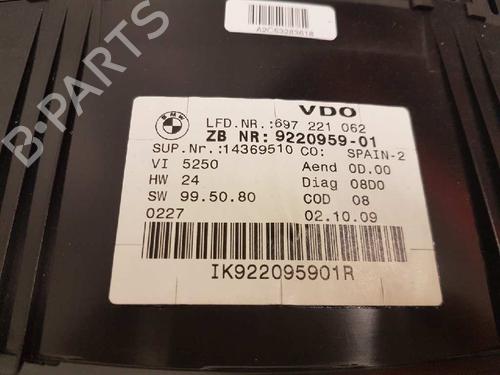 A2C53283618
B-PARTS
VDO
BMW
LFD.NR.:697 221 062
ZB NR:9220959-01
SUP.Nr.:14369510 CO: SPAIN-2
VI 5250 Aend 0D.00
HW 24 Diag 08D0
SW 99.50.80 COD 08
0227 02.10.09
IK922095901R